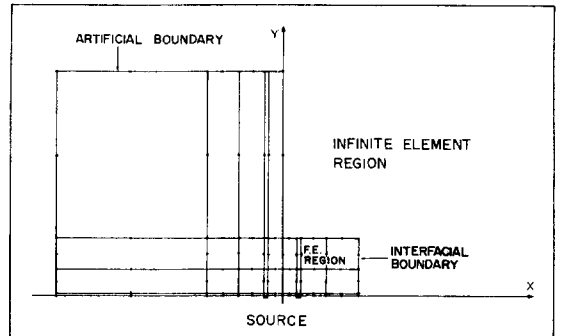 ARTIFICIAL BOUNDARY
Y
INFINITE ELEMENT
REGION
F.E.
REGION
INTERFACIAL
BOUNDARY
X
SOURCE